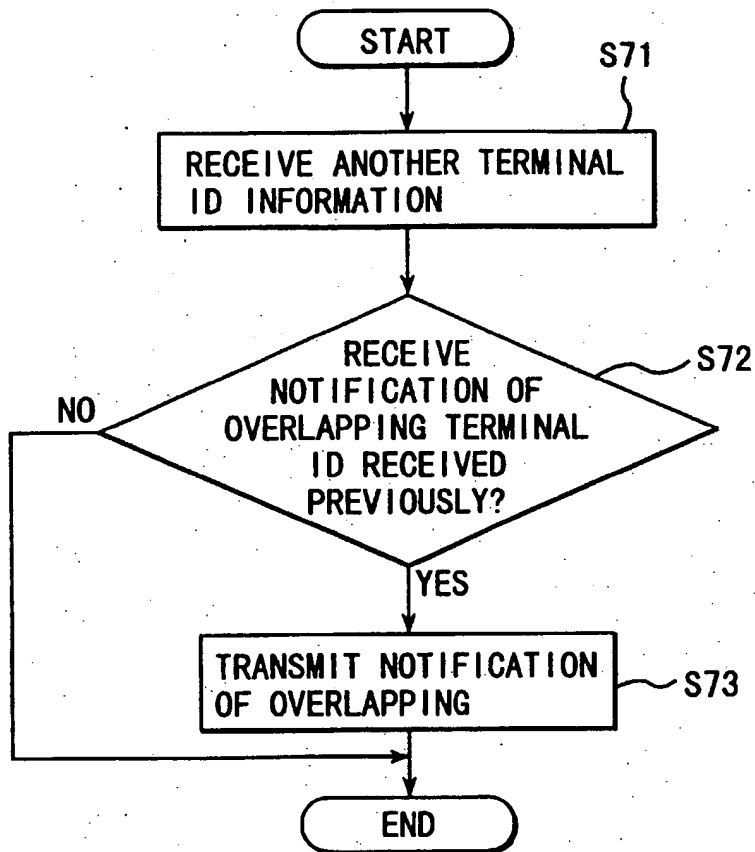 START
S71
RECEIVE ANOTHER TERMINAL
ID INFORMATION
RECEIVE
NOTIFICATION OF
OVERLAPPING TERMINAL
ID RECEIVED
PREVIOUSLY?
S72
NO
YES
TRANSMIT NOTIFICATION
OF OVERLAPPING
S73
END